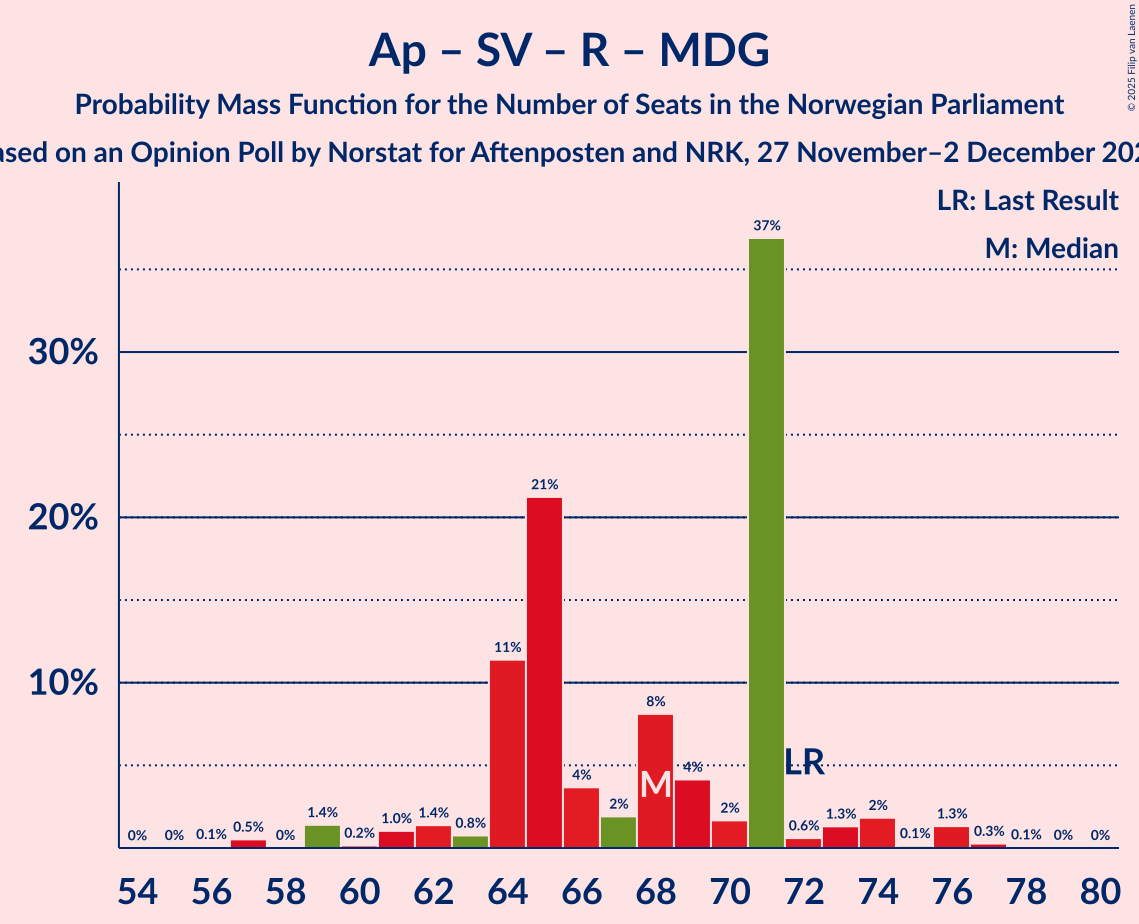 Ap – SV – R – MDG
Probability Mass Function for the Number of Seats in the Norwegian Parliament
on an Opinion Poll by Norstat for Aftenposten and NRK, 27 November–2 December
© 2025 Filip van Laenen
LR: Last Result
M: Median
30%
20%
10%
0% 0% 0.1% 0.5% 0% 1.4% 0.2% 1.0% 1.4% 0.8% 11% 21% 4% 2% 8% 4% 2% 37% 0.6% 1.3% 2% 0.1% 1.3% 0.3% 0.1% 0% 0%
M
LR
54 56 58 60 62 64 66 68 70 72 74 76 78 80